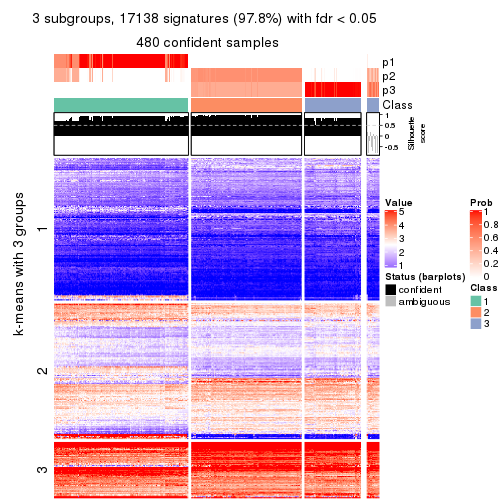 3 subgroups, 17138 signatures (97.8%) with fdr < 0.05
480 confident samples
p1
p2
p3
Class
1
0.5
0
-0.5
Silhouette
score
k-means with 3 groups
1
2
3
Value
5
4
3
2
1
Status (barplots)
confident
ambiguous
Prob
1
0.8
0.6
0.4
0.2
0
Class
1
2
3